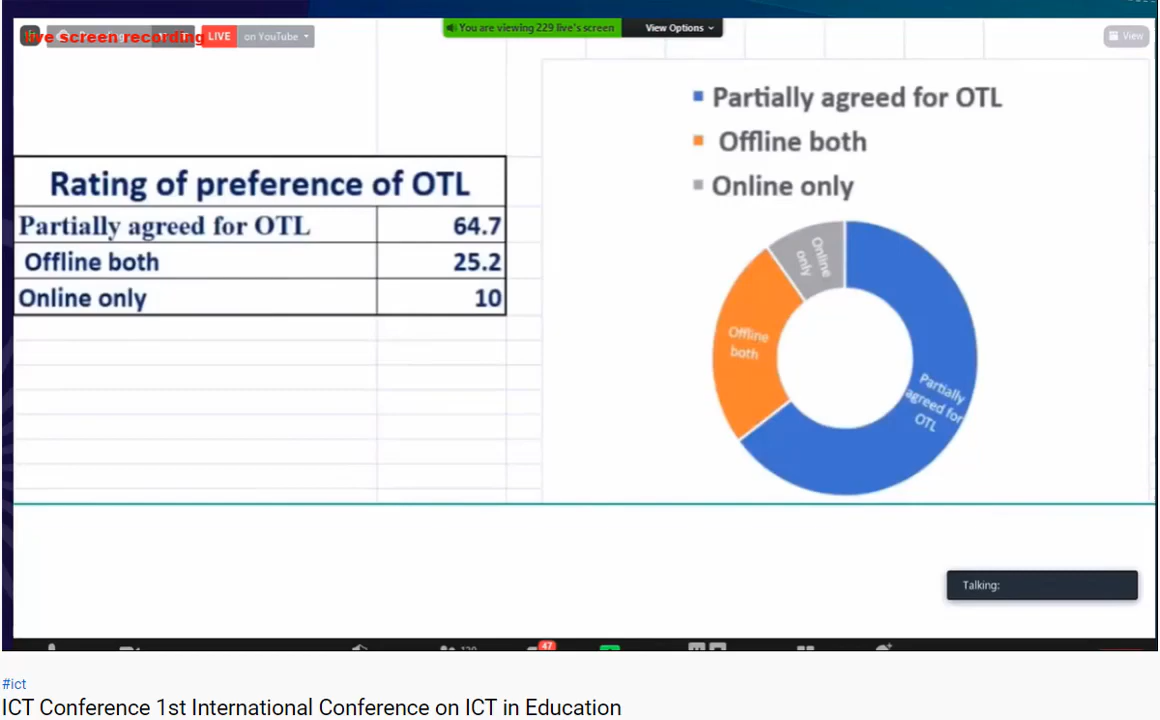 live screen recording
LIVE
on YouTube
You are viewing 229 live's screen
View Options
View
Partially agreed for OTL
Offline both
Online only
Rating of preference of OTL
Partially agreed for OTL 64.7
Offline both 25.2
Online only 10
Online
only
Offline
both
Partially
agreed for
OTL
Talking:
47
#ict
ICT Conference 1st International Conference on ICT in Education